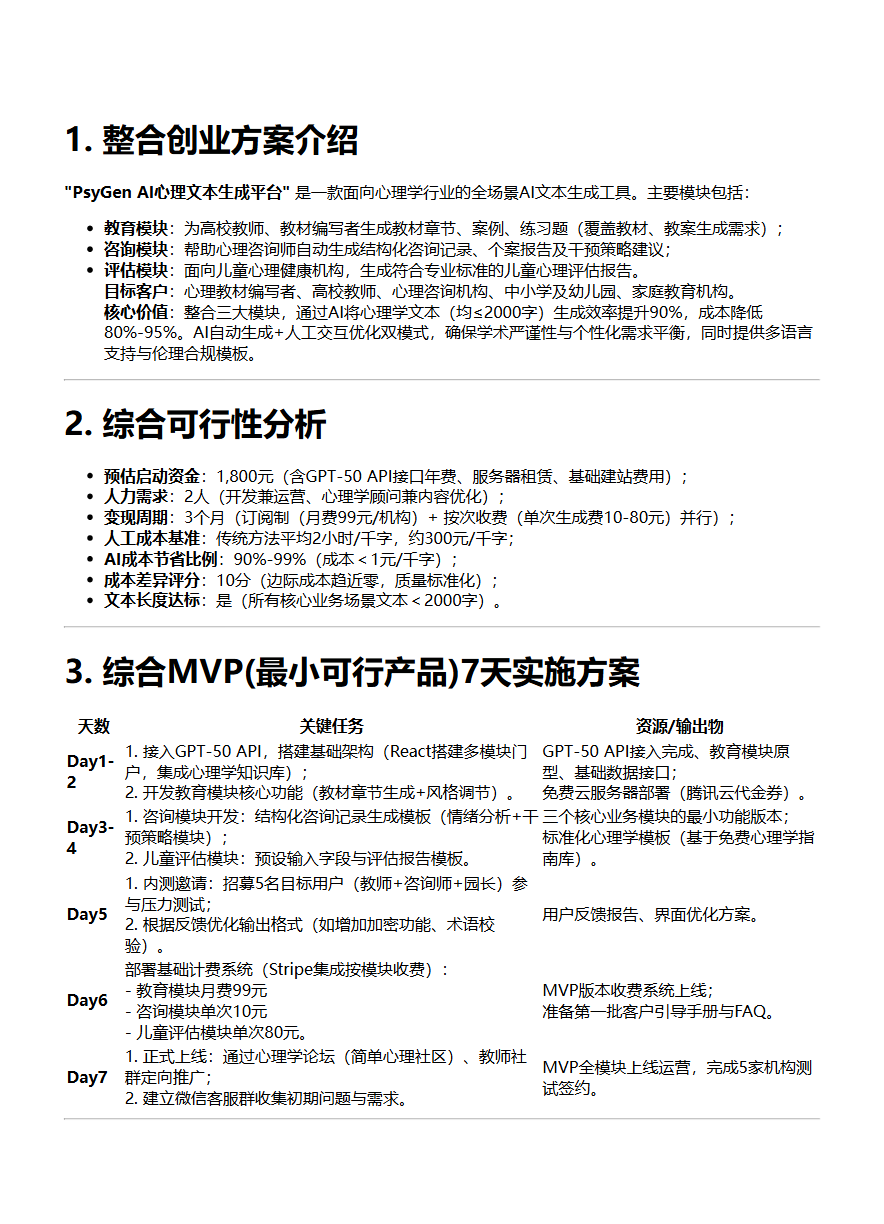 1. 整合创业方案介绍
"PsyGen AI心理文本生成平台" 是一款面向心理学行业的全场景AI文本生成工具。主要模块包括：
• 教育模块：为高校教师、教材编写者生成教材章节、案例、练习题（覆盖教材、教案生成需求）；
• 咨询模块：帮助心理咨询师自动生成结构化咨询记录、个案报告及干预策略建议；
• 评估模块：面向儿童心理健康机构，生成符合专业标准的儿童心理评估报告。
目标客户：心理教材编写者、高校教师、心理咨询机构、中小学及幼儿园、家庭教育机构。
核心价值：整合三大模块，通过AI将心理学文本（均≤2000字）生成效率提升90%，成本降低
80%-95%。AI自动生成+人工交互优化双模式，确保学术严谨性与个性化需求平衡，同时提供多语言
支持与伦理合规模板。
2. 综合可行性分析
• 预估启动资金：1,800元（含GPT-50 API接口年费、服务器租赁、基础建站费用）；
• 人力需求：2人（开发兼运营、心理学顾问兼内容优化）；
• 变现周期：3个月（订阅制（月费99元/机构）+ 按次收费（单次生成费10-80元）并行）；
• 人工成本基准：传统方法平均2小时/千字，约300元/千字；
• AI成本节省比例：90%-99%（成本＜1元/千字）；
• 成本差异评分：10分（边际成本趋近零，质量标准化）；
• 文本长度达标：是（所有核心业务场景文本＜2000字）。
3. 综合MVP(最小可行产品)7天实施方案
天数 关键任务 资源/输出物
Day1-
2
1. 接入GPT-50 API，搭建基础架构（React搭建多模块门
户，集成心理学知识库）；
2. 开发教育模块核心功能（教材章节生成+风格调节）。
GPT-50 API接入完成、教育模块原
型、基础数据接口；
免费云服务器部署（腾讯云代金券）。
Day3-
4
1. 咨询模块开发：结构化咨询记录生成模板（情绪分析+干
预策略模块）；
2. 儿童评估模块：预设输入字段与评估报告模板。
三个核心业务模块的最小功能版本；
标准化心理学模板（基于免费心理学指
南库）。
Day5
1. 内测邀请：招募5名目标用户（教师+咨询师+园长）参
与压力测试；
2. 根据反馈优化输出格式（如增加加密功能、术语校
验）。
用户反馈报告、界面优化方案。
Day6
部署基础计费系统（Stripe集成按模块收费）：
- 教育模块月费99元
- 咨询模块单次10元
- 儿童评估模块单次80元。
MVP版本收费系统上线；
准备第一批客户引导手册与FAQ。
Day7
1. 正式上线：通过心理学论坛（简单心理社区）、教师社
群定向推广；
2. 建立微信客服群收集初期问题与需求。
MVP全模块上线运营，完成5家机构测
试签约。